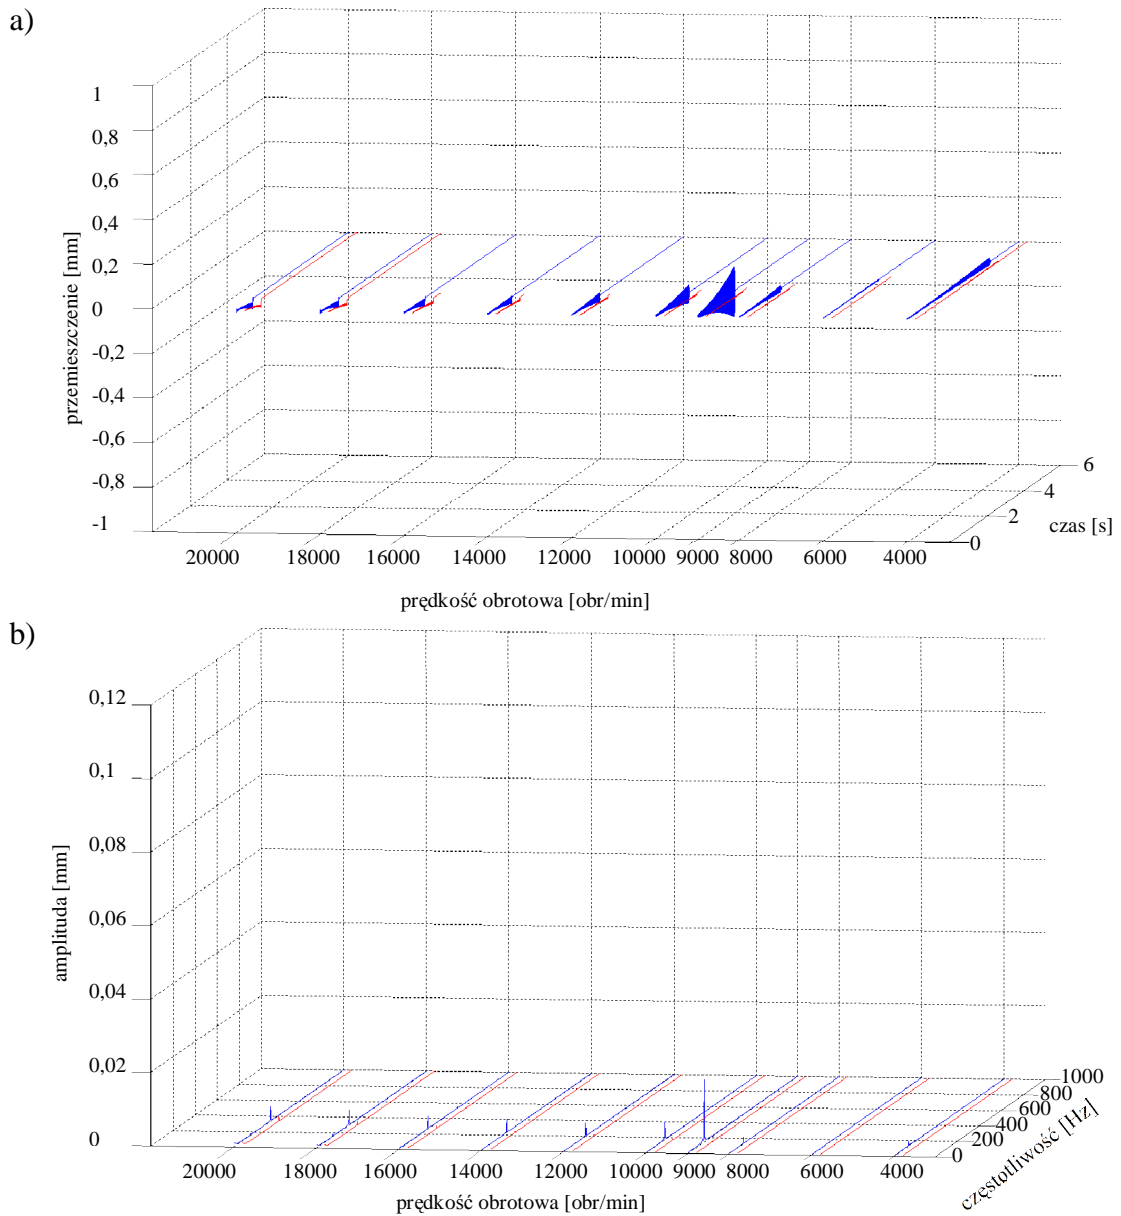 a)
1
0,8
0,6
0,4
0,2
0
-0,2
-0,4
-0,6
-0,8
-1
przemieszczenie [mm]
20000 18000 16000 14000 12000 10000 9000 8000 6000 4000
prędkość obrotowa [obr/min]
0
2
4
6
czas [s]
b)
0,12
0,1
0,08
0,06
0,04
0,02
0
amplituda [mm]
20000 18000 16000 14000 12000 10000 9000 8000 6000 4000
prędkość obrotowa [obr/min]
0
200
400
600
800
1000
częstotliwość [Hz]